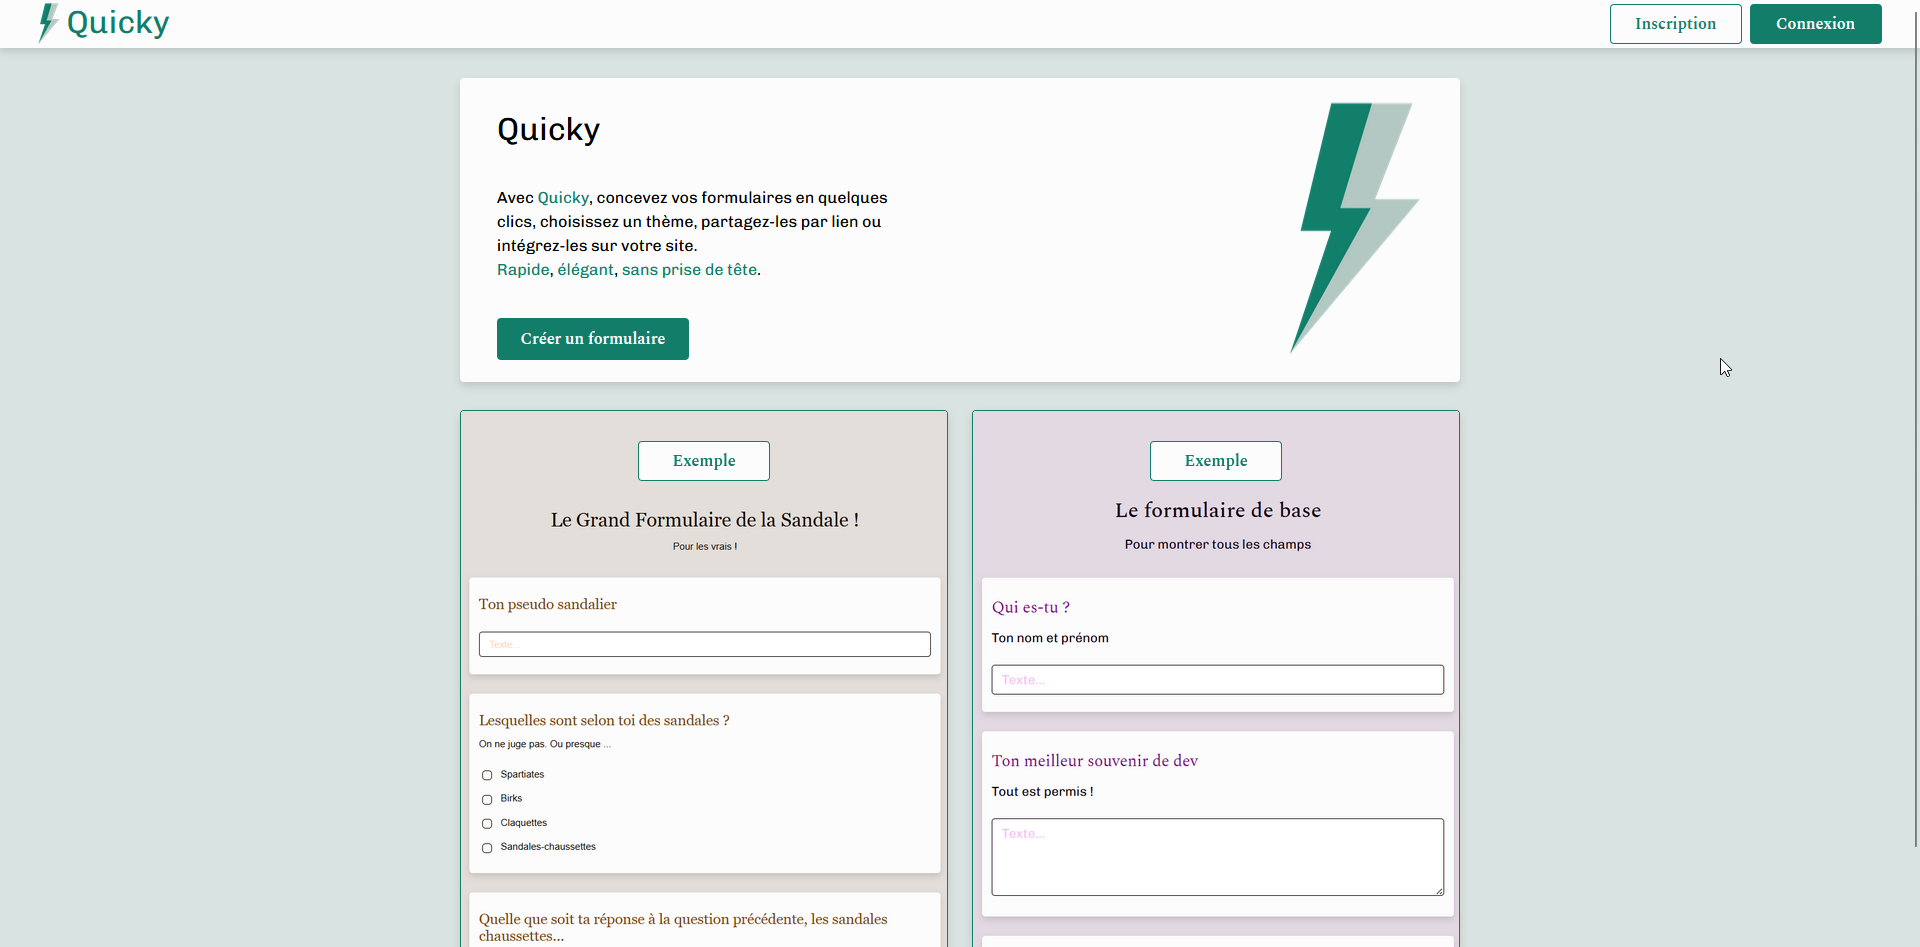 Quicky
Inscription
Connexion
Quicky
Avec Quicky, concevez vos formulaires en quelques
clics, choisissez un thème, partagez-les par lien ou
intégrez-les sur votre site.
Rapide, élégant, sans prise de tête.
Créer un formulaire
Exemple
Le Grand Formulaire de la Sandale !
Pour les vrais !
Ton pseudo sandalier
Texte...
Lesquelles sont selon toi des sandales ?
On ne juge pas. Ou presque ...
Spartiates
Birks
Claquettes
Sandales-chaussettes
Quelle que soit ta réponse à la question précédente, les sandales
chaussettes...
Exemple
Le formulaire de base
Pour montrer tous les champs
Qui es-tu ?
Ton nom et prénom
Texte...
Ton meilleur souvenir de dev
Tout est permis !
Texte...